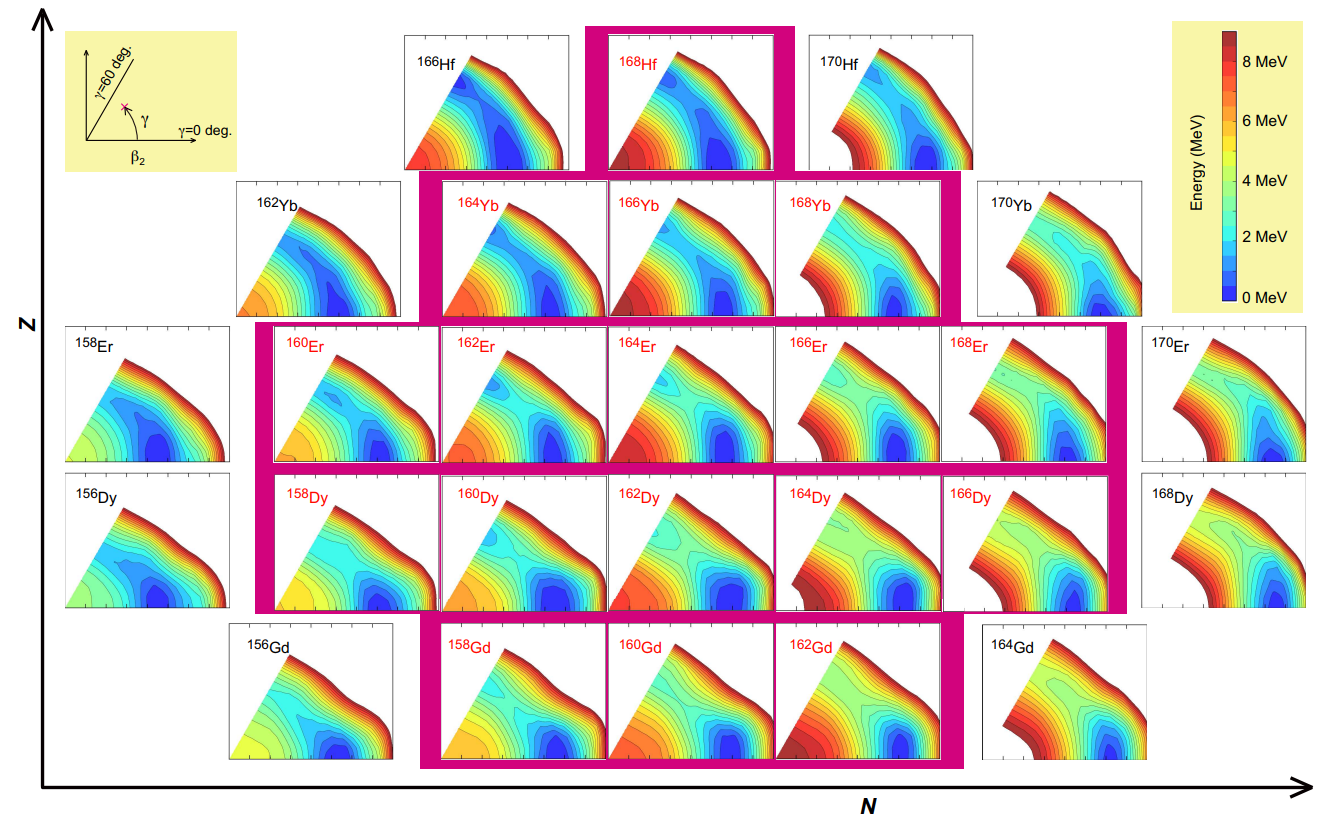 γ=60 deg.
γ
γ=0 deg.
β₂
¹⁶⁶Hf
¹⁶⁸Hf
¹⁷⁰Hf
8 MeV
6 MeV
4 MeV
2 MeV
0 MeV
Energy (MeV)
¹⁶²Yb
¹⁶⁴Yb
¹⁶⁶Yb
¹⁶⁸Yb
¹⁷⁰Yb
Z
¹⁵⁸Er
¹⁶⁰Er
¹⁶²Er
¹⁶⁴Er
¹⁶⁶Er
¹⁶⁸Er
¹⁷⁰Er
¹⁵⁶Dy
¹⁵⁸Dy
¹⁶⁰Dy
¹⁶²Dy
¹⁶⁴Dy
¹⁶⁶Dy
¹⁶⁸Dy
¹⁵⁶Gd
¹⁵⁸Gd
¹⁶⁰Gd
¹⁶²Gd
¹⁶⁴Gd
N